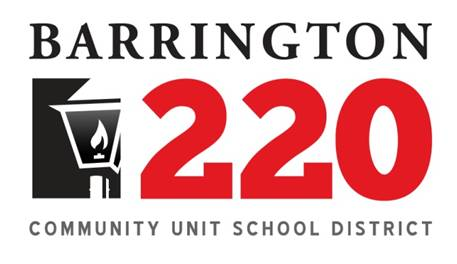 BARRINGTON
220
COMMUNITY UNIT SCHOOL DISTRICT